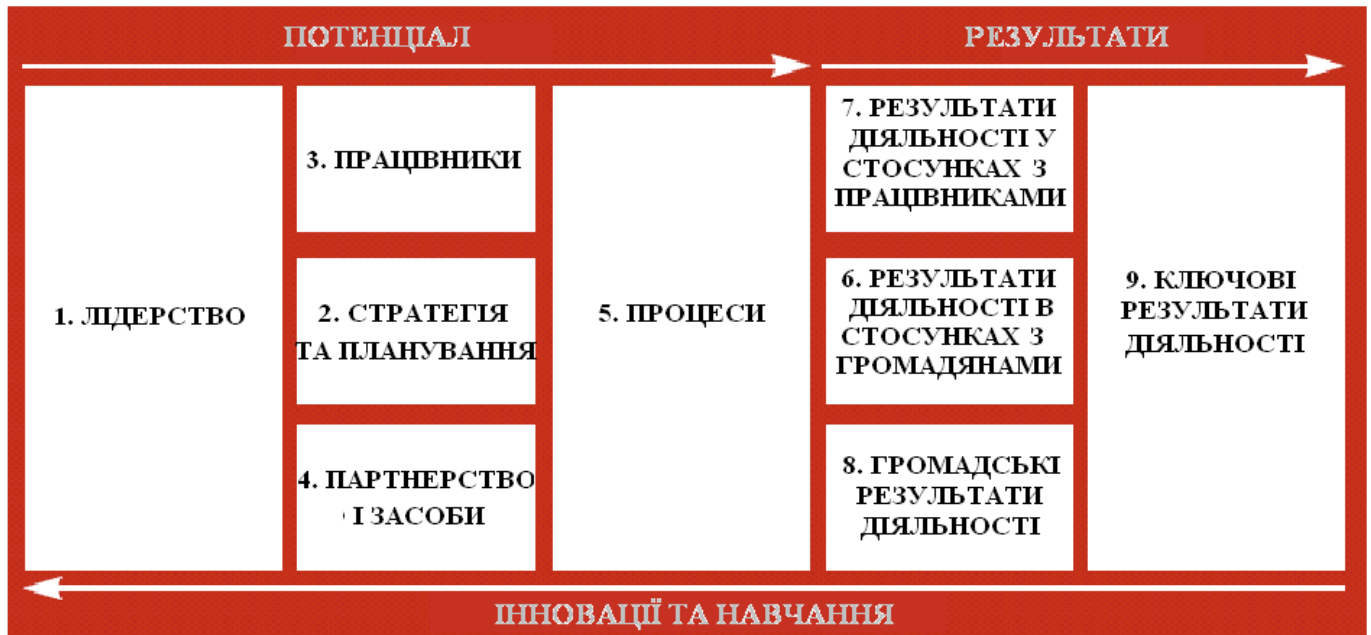 ПОТЕНЦІАЛ
РЕЗУЛЬТАТИ
1. ЛІДЕРСТВО
3. ПРАЦІВНИКИ
2. СТРАТЕГІЯ
ТА ПЛАНУВАННЯ
4. ПАРТНЕРСТВО
І ЗАСОБИ
5. ПРОЦЕСИ
7. РЕЗУЛЬТАТИ
ДІЯЛЬНОСТІ У
СТОСУНКАХ З
ПРАЦІВНИКАМИ
6. РЕЗУЛЬТАТИ
ДІЯЛЬНОСТІ В
СТОСУНКАХ З
ГРОМАДЯНАМИ
8. ГРОМАДСЬКІ
РЕЗУЛЬТАТИ
ДІЯЛЬНОСТІ
9. КЛЮЧОВІ
РЕЗУЛЬТАТИ
ДІЯЛЬНОСТІ
ІННОВАЦІЇ ТА НАВЧАННЯ